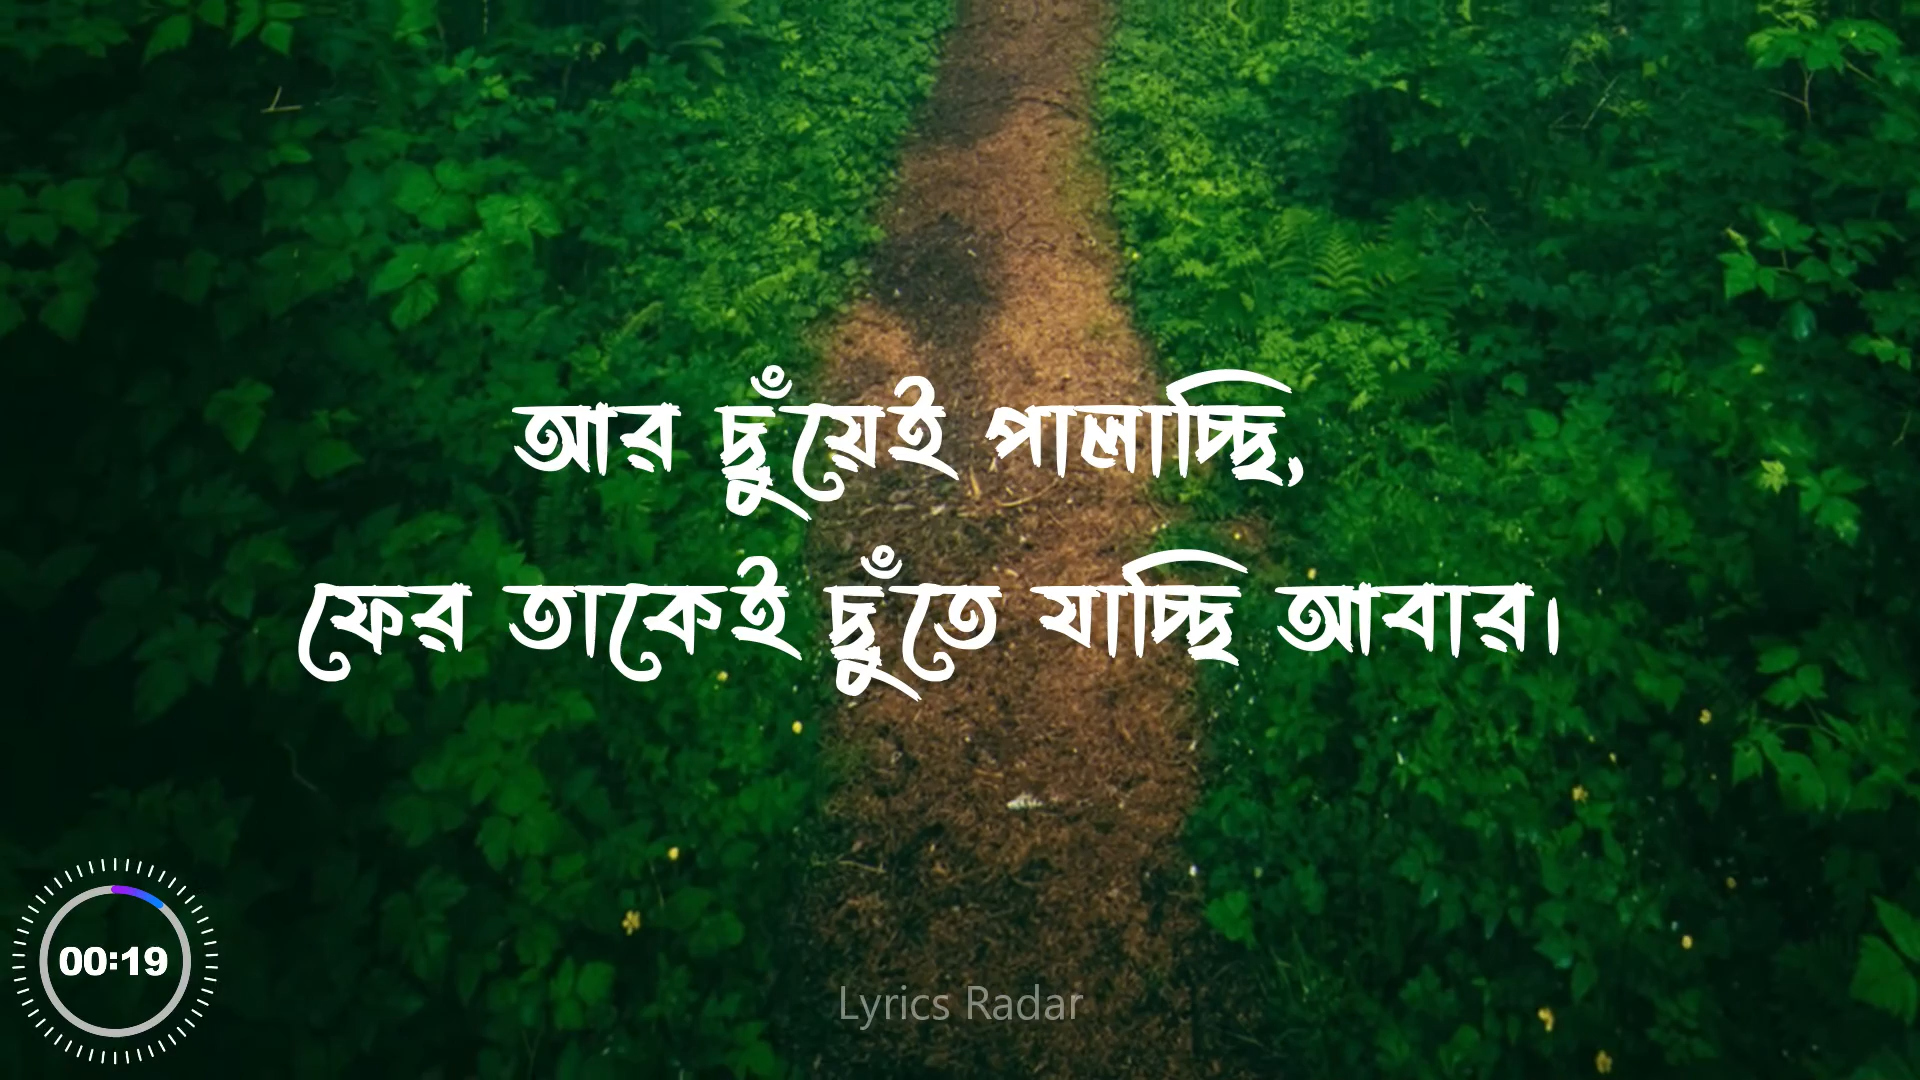 আর ছুঁয়েই পালাচ্ছি,
ফের তাকেই ছুঁতে যাচ্ছি আবার।
00:19
Lyrics Radar